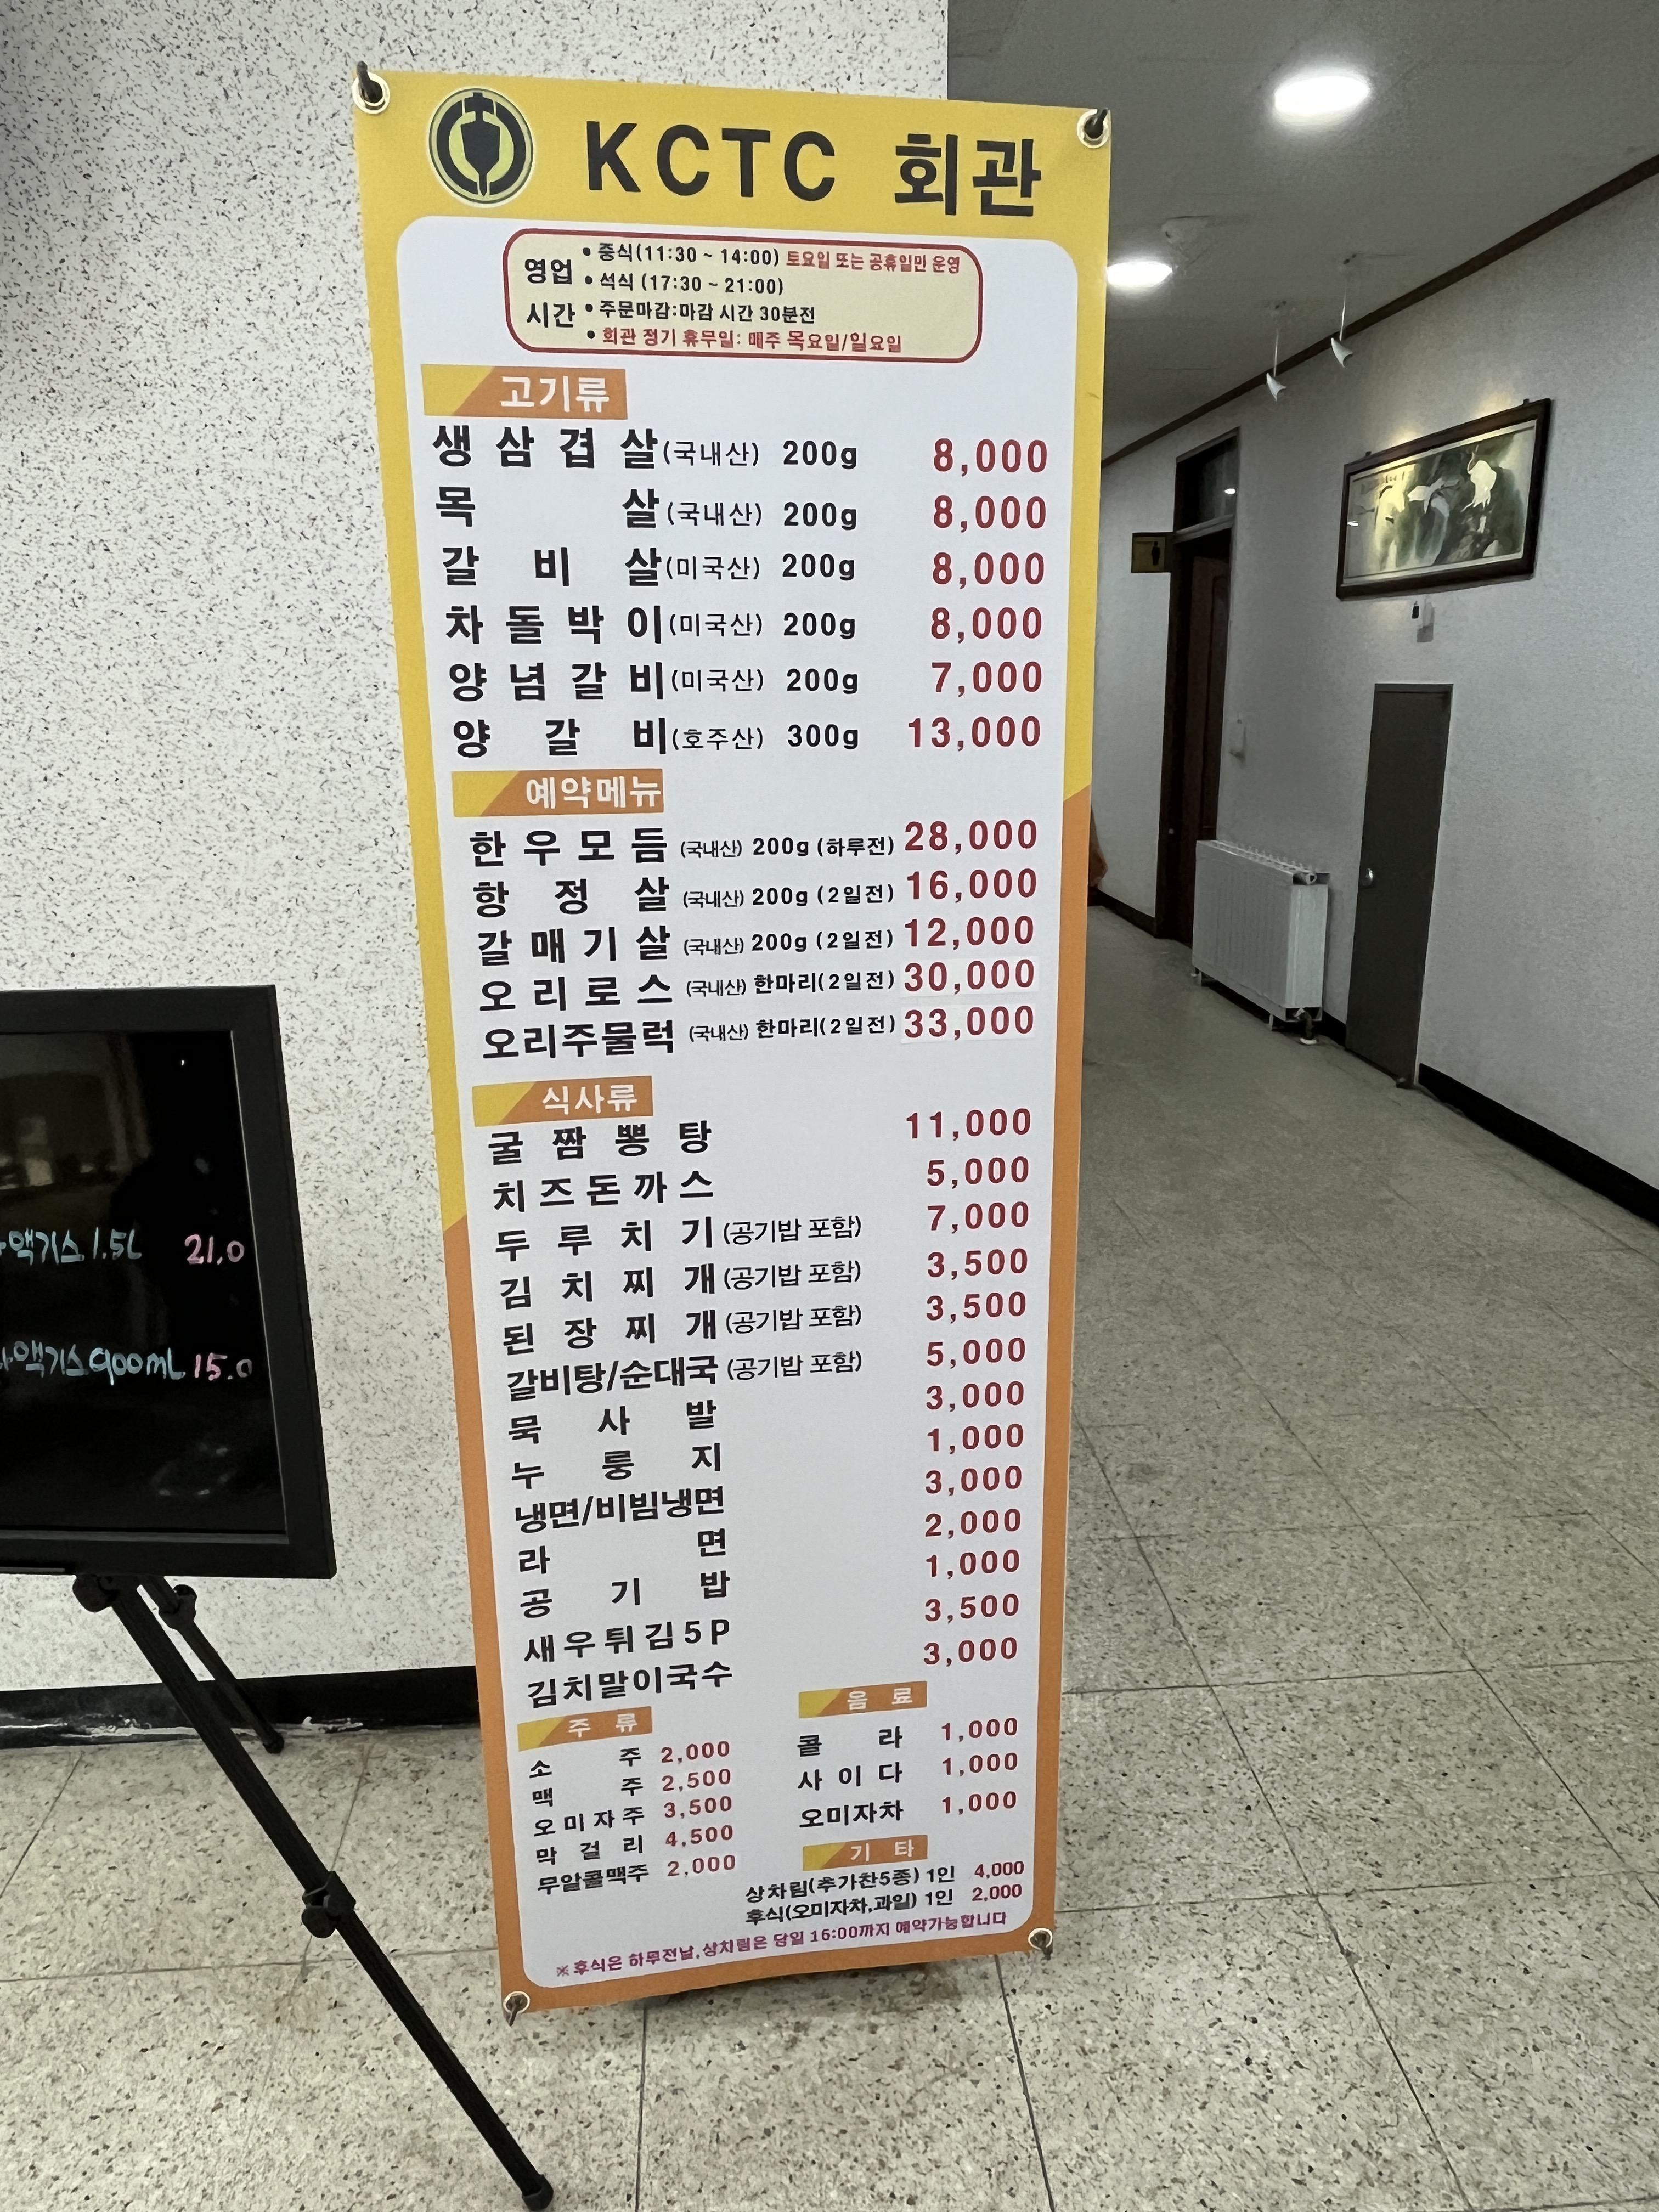 KCTC 회관
영업시간
• 중식(11:30 ~ 14:00) 토요일 또는 공휴일만 운영
• 석식 (17:30 ~ 21:00)
• 주문마감:마감 시간 30분전
• 회관 정기 휴무일: 매주 목요일/일요일
고기류
생삼겹살(국내산) 200g 8,000
목살(국내산) 200g 8,000
갈비살(미국산) 200g 8,000
차돌박이(미국산) 200g 8,000
양념갈비(미국산) 200g 7,000
양갈비(호주산) 300g 13,000
예약메뉴
한우모듬 (국내산) 200g (하루전) 28,000
항정살 (국내산) 200g (2일전) 16,000
갈매기살 (국내산) 200g (2일전) 12,000
오리로스 (국내산) 한마리(2일전) 30,000
오리주물럭 (국내산) 한마리(2일전) 33,000
식사류
굴짬뽕탕 11,000
치즈돈까스 5,000
두루치기(공기밥 포함) 7,000
김치찌개(공기밥 포함) 3,500
된장찌개(공기밥 포함) 3,500
갈비탕/순대국(공기밥 포함) 5,000
묵사발 3,000
누룽지 1,000
냉면/비빔냉면 3,000
라면 2,000
공기밥 1,000
새우튀김5P 3,500
김치말이국수 3,000
주류
소주 2,000
맥주 2,500
오미자주 3,500
막걸리 4,500
무알콜맥주 2,000
음료
콜라 1,000
사이다 1,000
오미자차 1,000
기타
상차림(추가찬5종) 1인 4,000
후식(오미자차,과일) 1인 2,000
※ 후식은 하루전날,상차림은 당일 16:00까지 예약가능합니다
액기스 1.5L 21.0
액기스 900mL 15.0